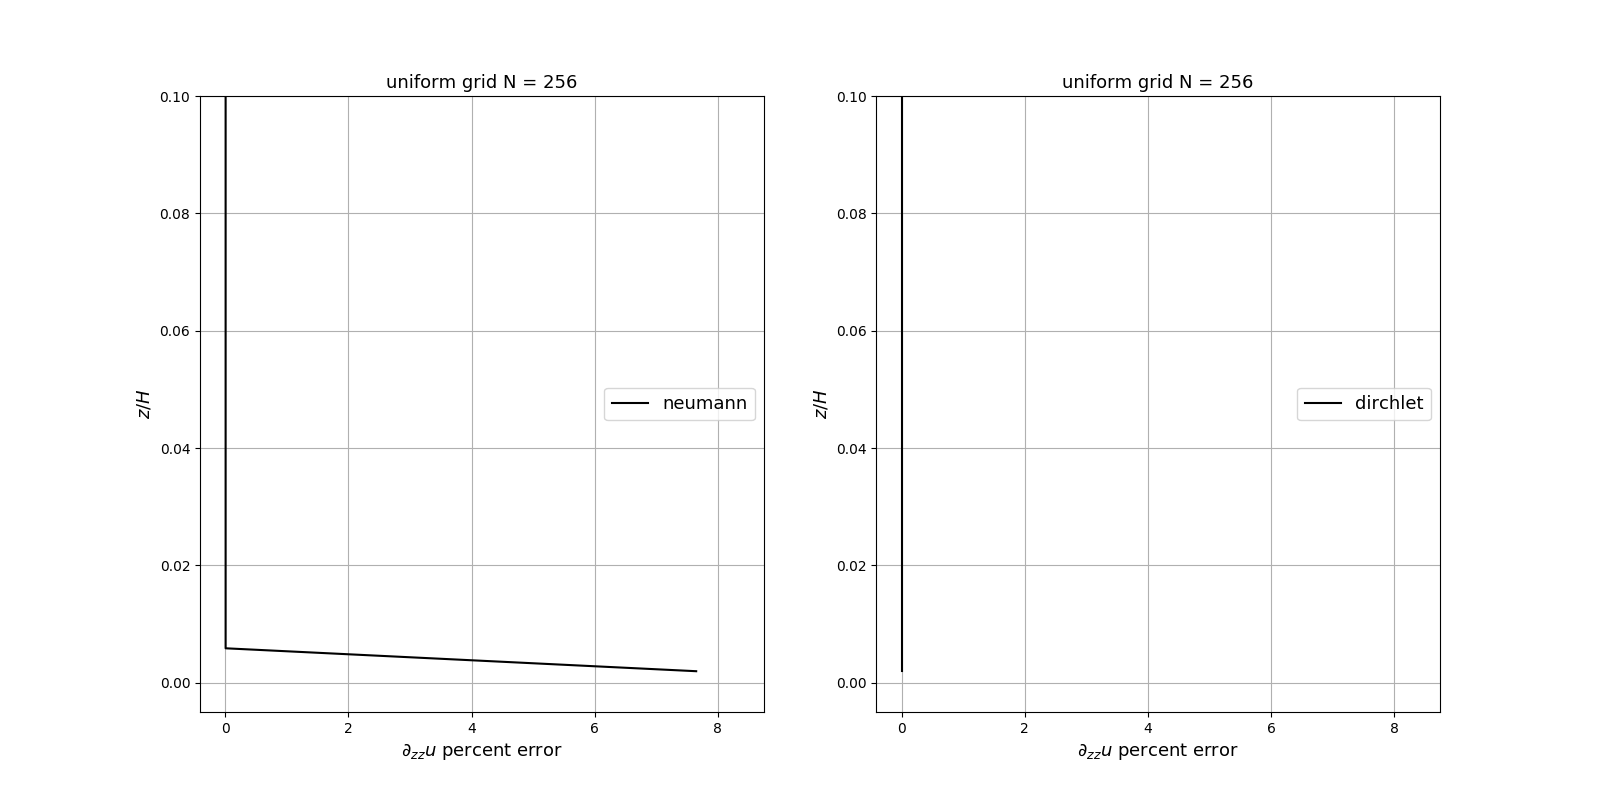 uniform grid N = 256
0.10
0.08
0.06
0.04
0.02
0.00
z/H
neumann
0 2 4 6 8
∂zzu percent error
uniform grid N = 256
0.10
0.08
0.06
0.04
0.02
0.00
z/H
dirchlet
0 2 4 6 8
∂zzu percent error